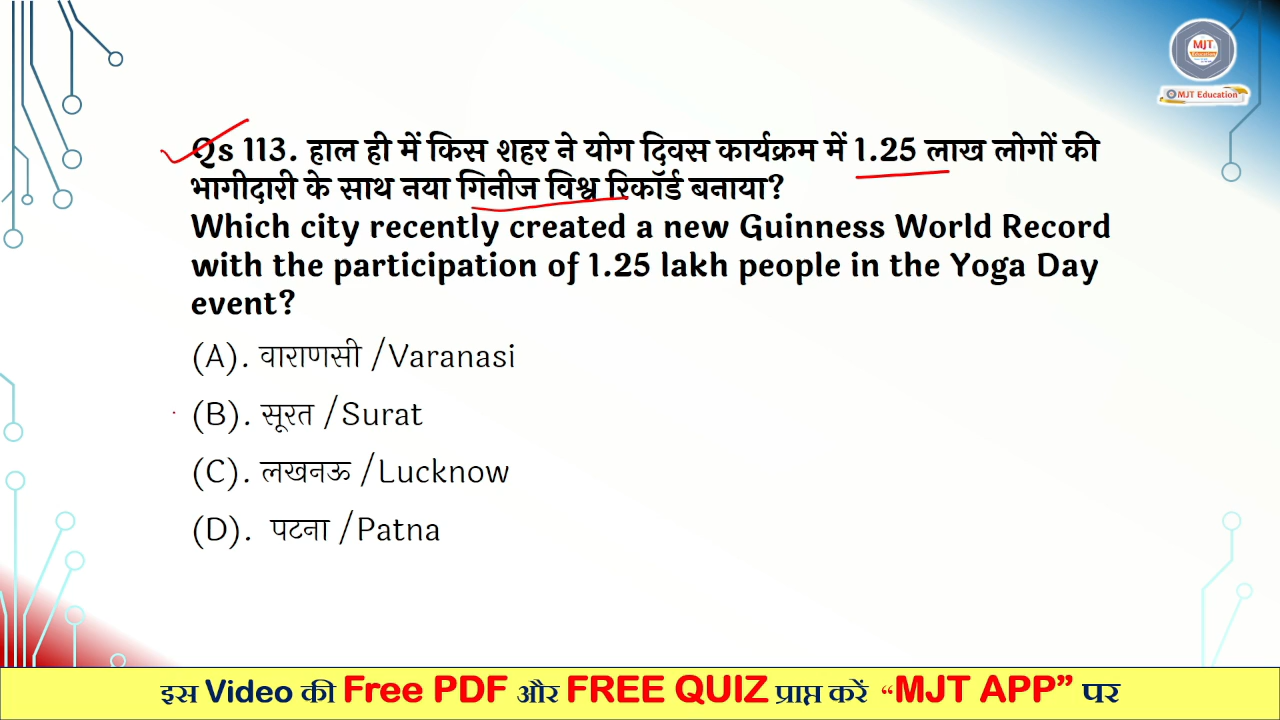 MJT
Education
MJT Education
Qs 113. हाल ही में किस शहर ने योग दिवस कार्यक्रम में 1.25 लाख लोगों की
भागीदारी के साथ नया गिनीज विश्व रिकॉर्ड बनाया?
Which city recently created a new Guinness World Record
with the participation of 1.25 lakh people in the Yoga Day
event?
(A). वाराणसी /Varanasi
(B). सूरत /Surat
(C). लखनऊ /Lucknow
(D). पटना /Patna
इस Video की Free PDF और FREE QUIZ प्राप्त करें “MJT APP” पर